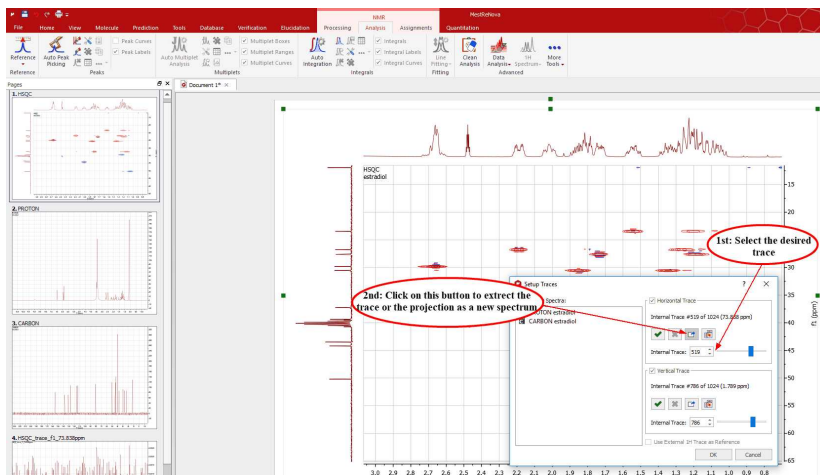 NMR
MestReNova
File Home View Molecule Prediction Tools Database Verification Elucidation Processing Analysis Assignments Quantitation
Reference
Auto Peak Picking
Peak Curves
Peak Labels
Auto Multiplet Analysis
Multiplet Boxes
Multiplet Ranges
Multiplet Curves
Auto Integration
Integrals
Integral Labels
Integral Curves
Line Fitting
Clean Analysis
Data Analysis
1H Spectrum
More Tools
Reference Peaks Multiplets Integrals Fitting Advanced
Pages
Document 1*
1. HSQC
2. PROTON
3. CARBON
4. HSQC_trace_f1_73.838ppm
HSQC
estradiol
15
20
30
35
40
45
50
55
60
65
f1 (ppm)
3.0 2.9 2.8 2.7 2.6 2.5 2.4 2.3 2.2 2.1 2.0 1.9 1.8 1.7 1.6 1.5 1.4 1.3 1.2 1.1 1.0 0.9 0.8
1st: Select the desired
trace
2nd: Click on this button to extrect the
trace or the projection as a new spectrum
Setup Traces
Spectra:
CARBON estradiol
Horizontal Trace
Internal Trace #519 of 1024 (73.838 ppm)
Internal Trace: 519
Vertical Trace
Internal Trace #786 of 1024 (1.789 ppm)
Internal Trace: 786
Use External 1H Trace as Reference
OK Cancel